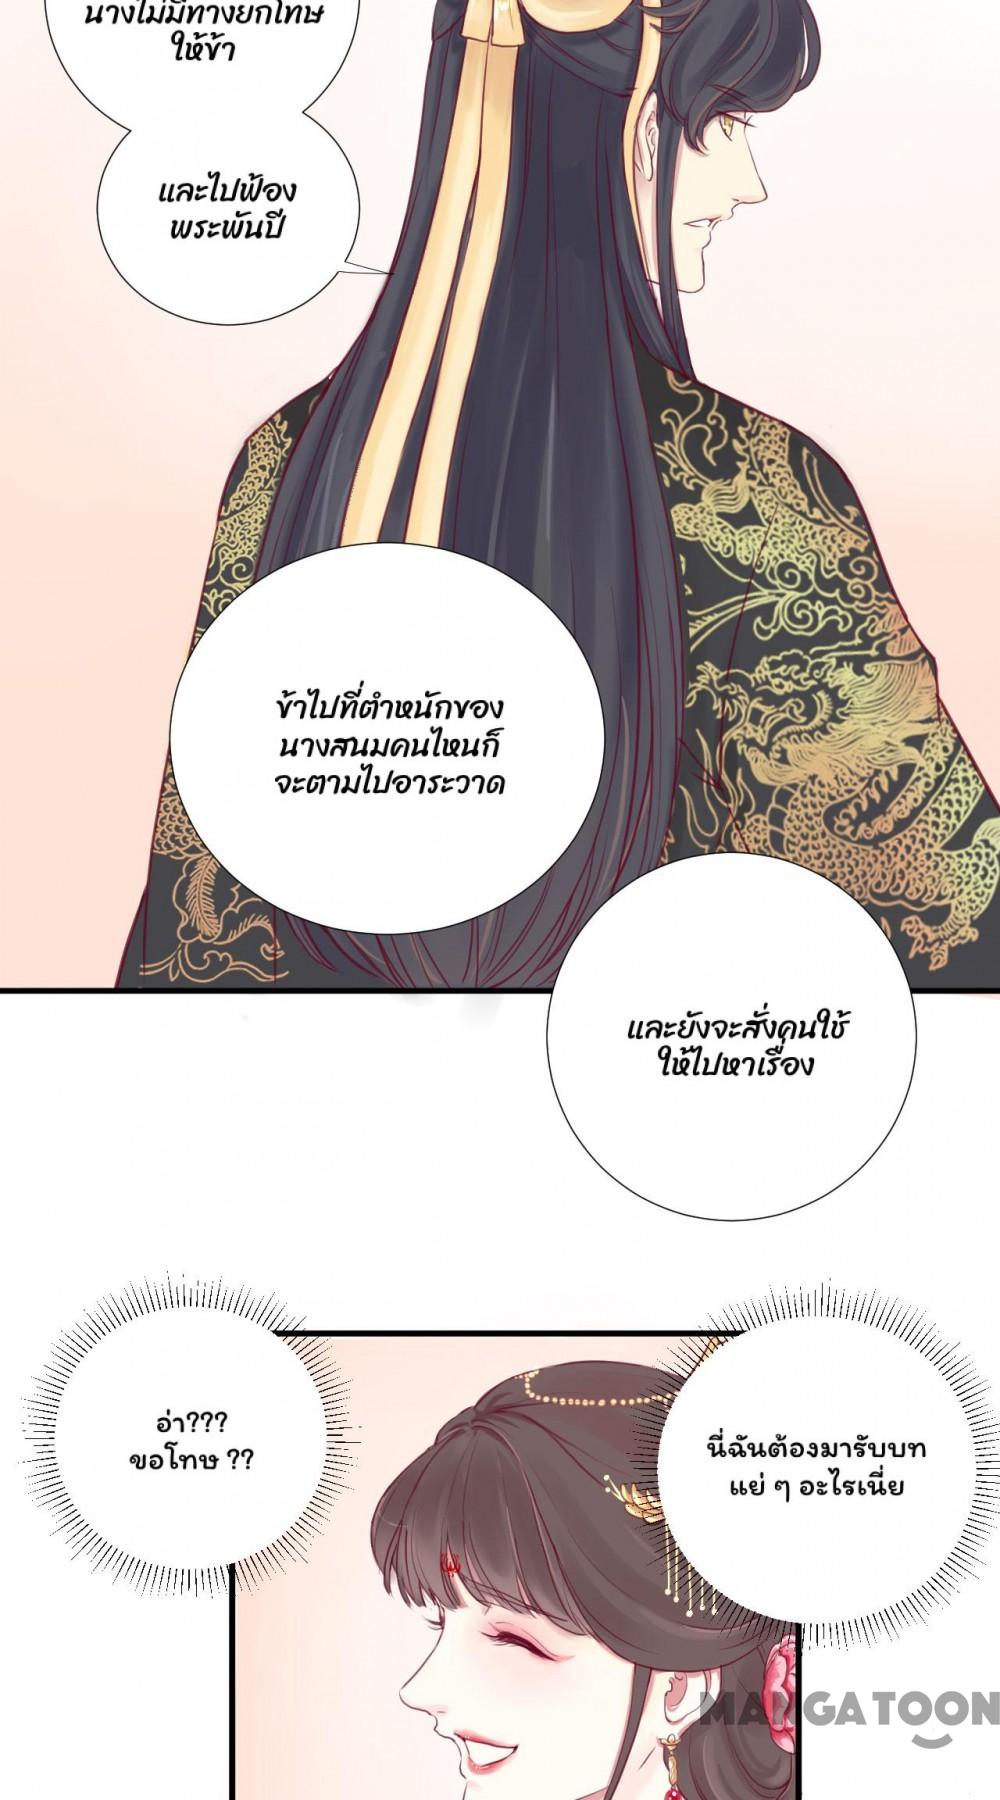 นางไม่มีทางยกโทษ
ให้ข้า
และไปฟ้อง
พระพันปี
ข้าไปที่ตำหนักของ
นางสนมคนไหนก็
จะตามไปอาระวาด
และยังจะสั่งคนใช้
ให้ไปหาเรื่อง
อ่า???
ขอโทษ ??
นี่ฉันต้องมารับบท
แย่ ๆ อะไรเนี่ย
MANGATOON